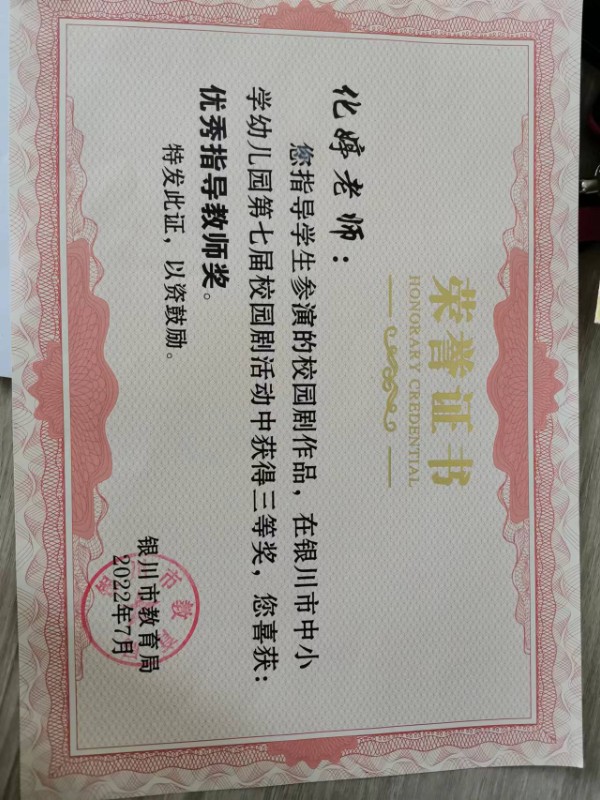 荣誉证书
HONORARY CREDENTIAL
化婷老师：
您指导学生参演的校园剧作品，在银川市中小
学幼儿园第七届校园剧活动中获得三等奖，您喜获：
优秀指导教师奖。
特发此证，以资鼓励。
银川市教育局
2022年7月